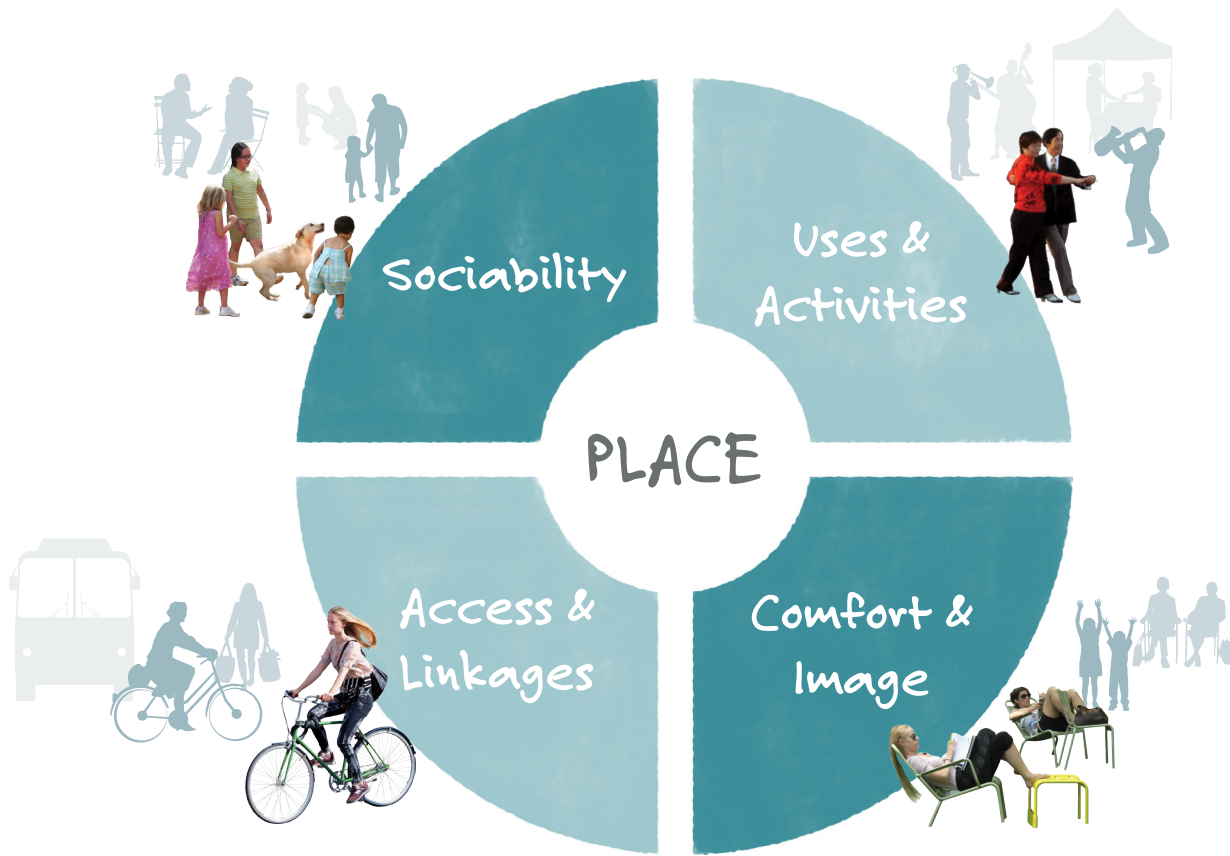 Sociability
Uses &
Activities
PLACE
Access &
Linkages
Comfort &
Image